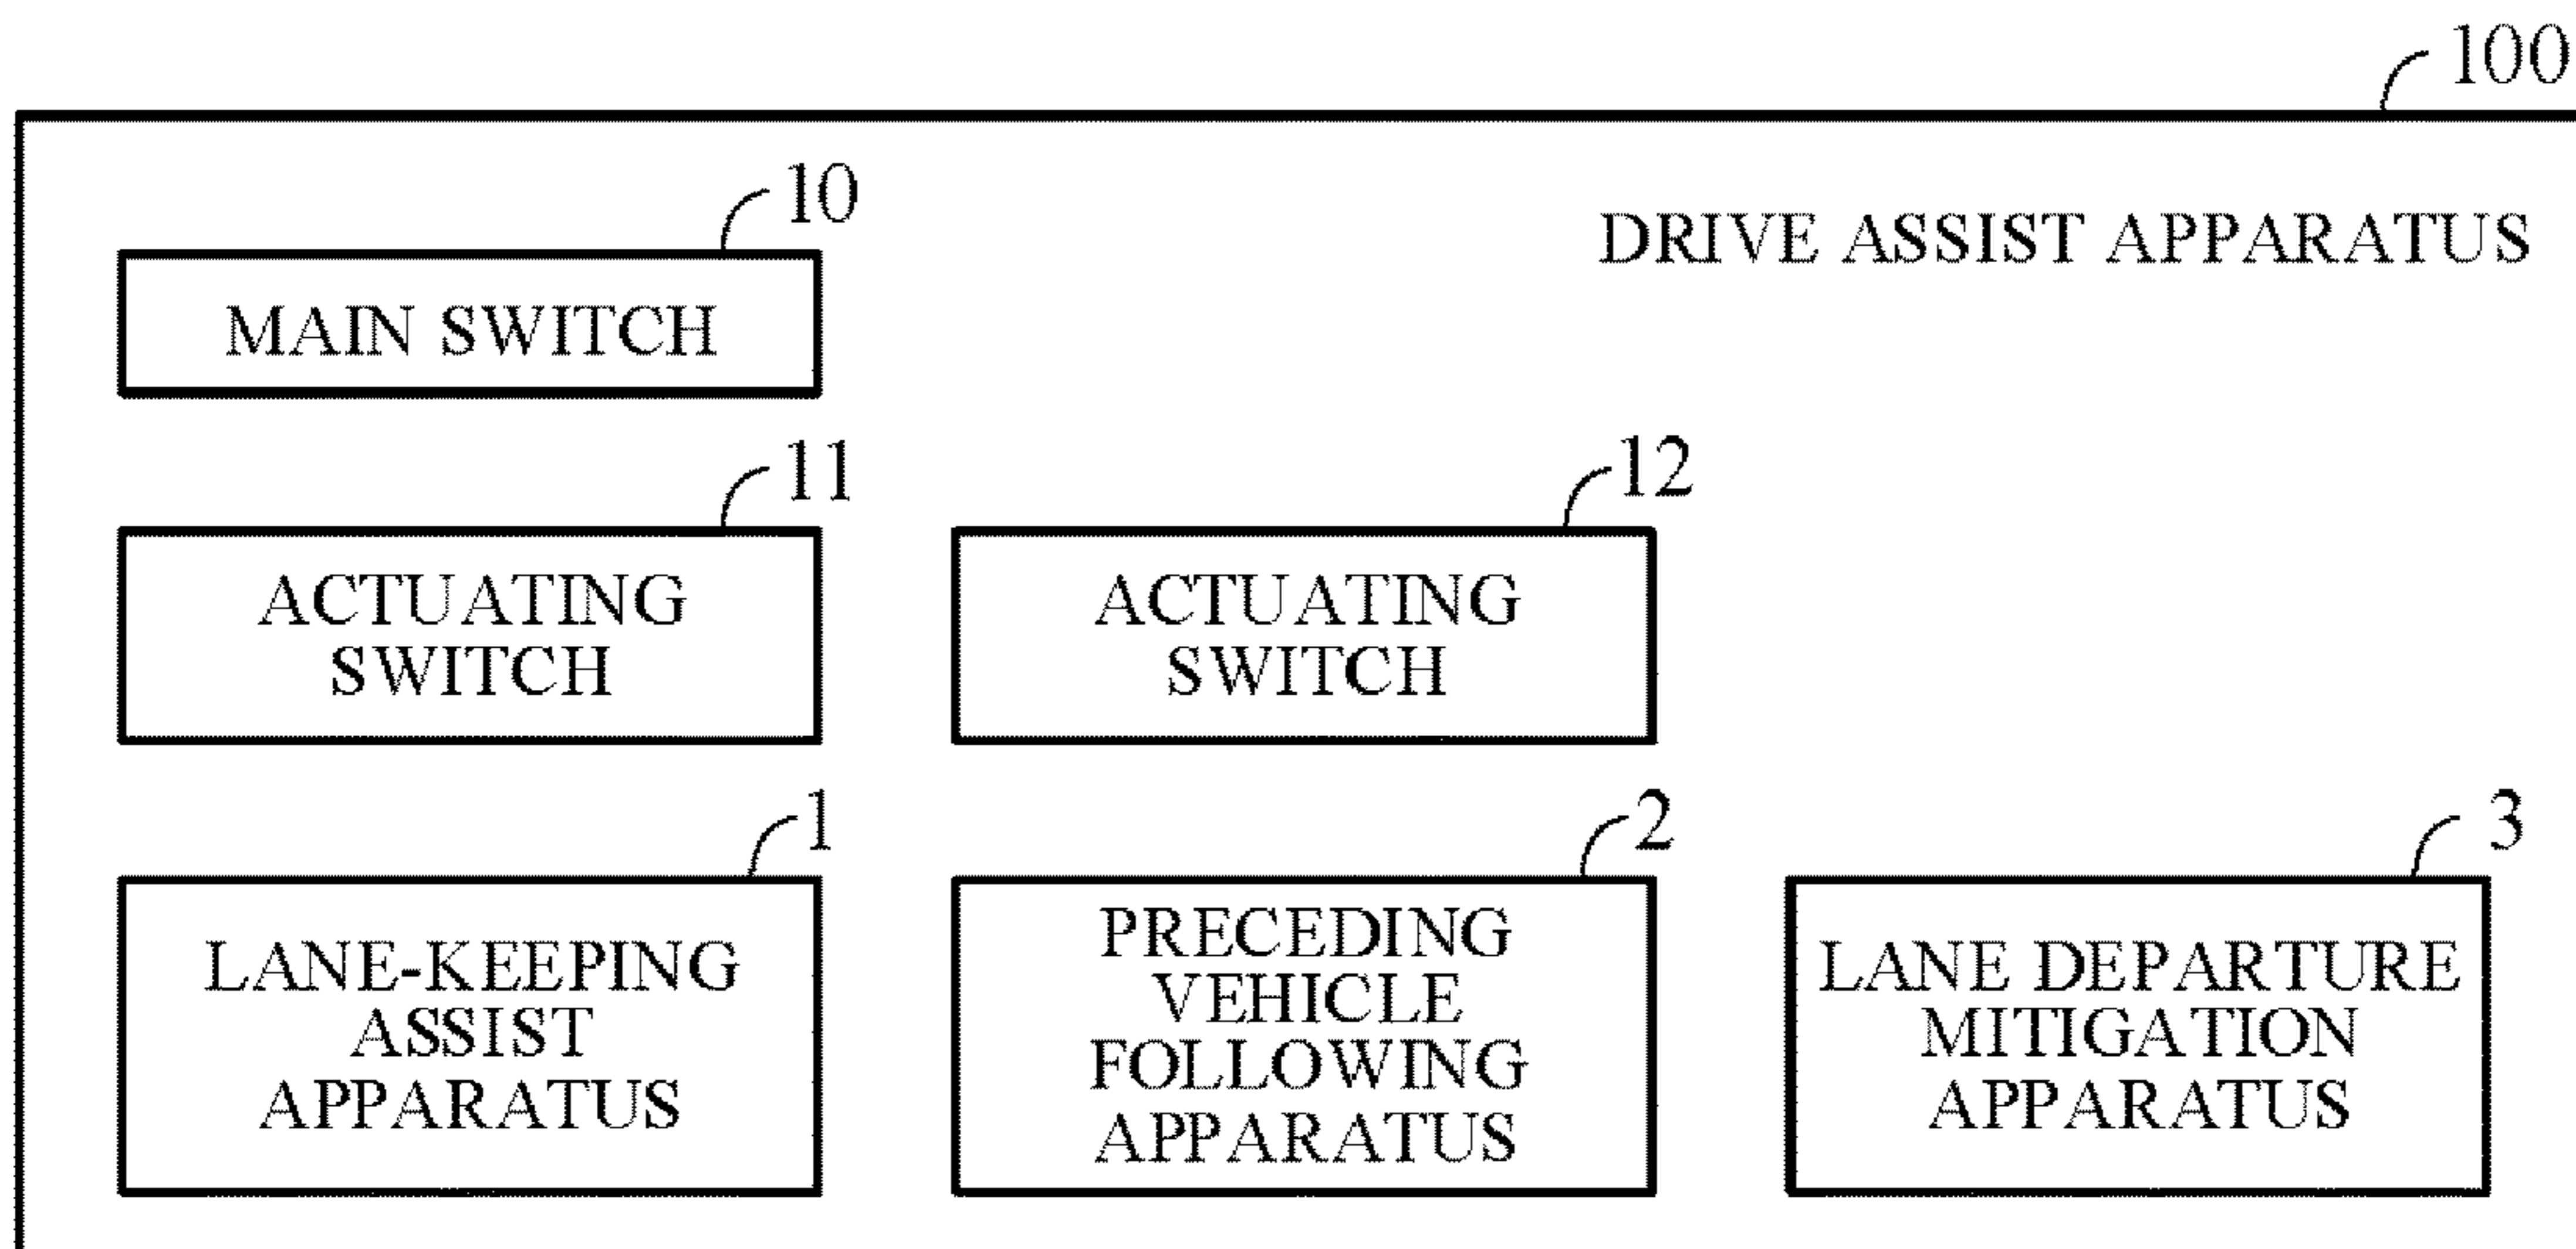 100
10
DRIVE ASSIST APPARATUS
MAIN SWITCH
11
12
ACTUATING
SWITCH
ACTUATING
SWITCH
1
2
3
LANE-KEEPING
ASSIST
APPARATUS
PRECEDING
VEHICLE
FOLLOWING
APPARATUS
LANE DEPARTURE
MITIGATION
APPARATUS